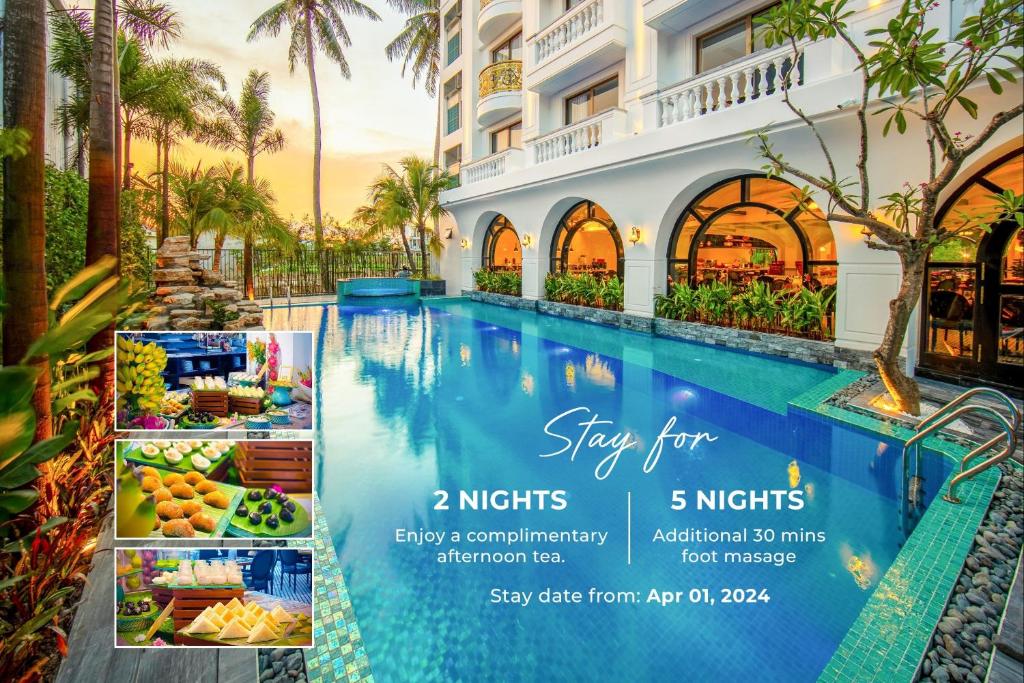 Stay for
2 NIGHTS
Enjoy a complimentary
afternoon tea.
5 NIGHTS
Additional 30 mins
foot masage
Stay date from: Apr 01, 2024